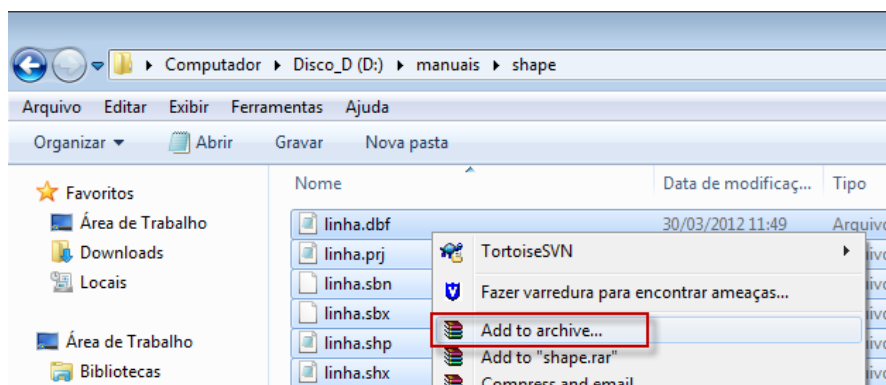 Computador Disco_D (D:) manuais shape
Arquivo Editar Exibir Ferramentas Ajuda
Organizar Abrir Gravar Nova pasta
Favoritos
Área de Trabalho
Downloads
Locais
Área de Trabalho
Bibliotecas
Nome Data de modificaç... Tipo
linha.dbf 30/03/2012 11:49
linha.prj
linha.sbn
linha.sbx
linha.shp
linha.shx
TortoiseSVN
Fazer varredura para encontrar ameaças...
Add to archive...
Add to "shape.rar"
Compress and email